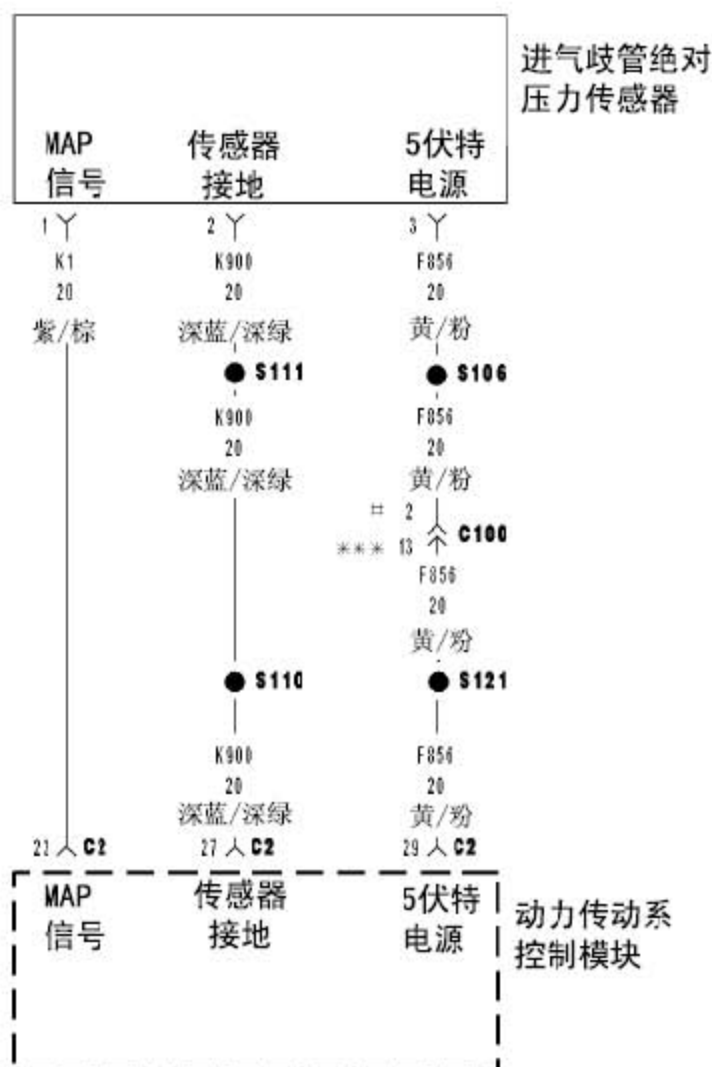 进气歧管绝对
压力传感器
MAP 传感器 5伏特
信号 接地 电源
1 2 3
K1 K900 F856
20 20 20
紫/棕 深蓝/深绿 黄/粉
S111 S106
K900 F856
20 20
深蓝/深绿 黄/粉
⌗ 2
C100
*** 13
F856
20
黄/粉
S110 S121
K900 F856
20 20
深蓝/深绿 黄/粉
C2 27 C2 29 C2
MAP 传感器 5伏特
信号 接地 电源
动力传动系
控制模块